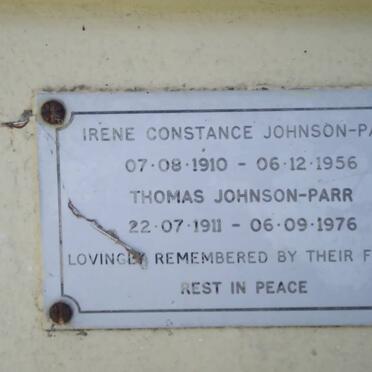 IRENE CONSTANCE JOHNSON-PA
07·08·1910 – 06·12·1956
THOMAS JOHNSON-PARR
22·07·1911 – 06·09·1976
LOVINGLY REMEMBERED BY THEIR F
REST IN PEACE